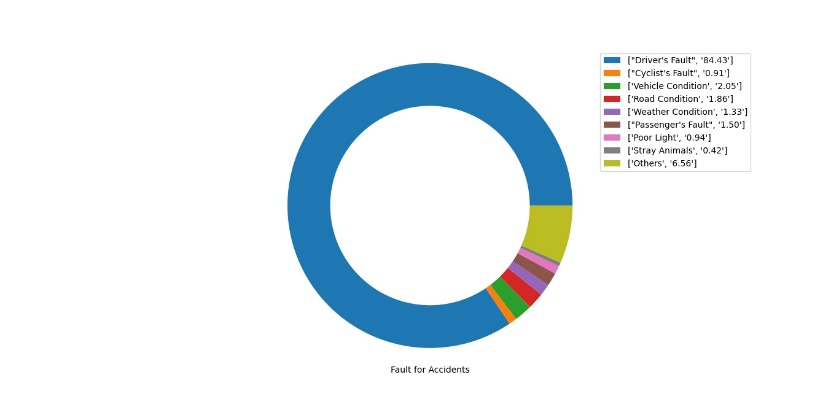 ["Driver's Fault", '84.43']
["Cyclist's Fault", '0.91']
['Vehicle Condition', '2.05']
['Road Condition', '1.86']
['Weather Condition', '1.33']
["Passenger's Fault", '1.50']
['Poor Light', '0.94']
['Stray Animals', '0.42']
['Others', '6.56']
Fault for Accidents